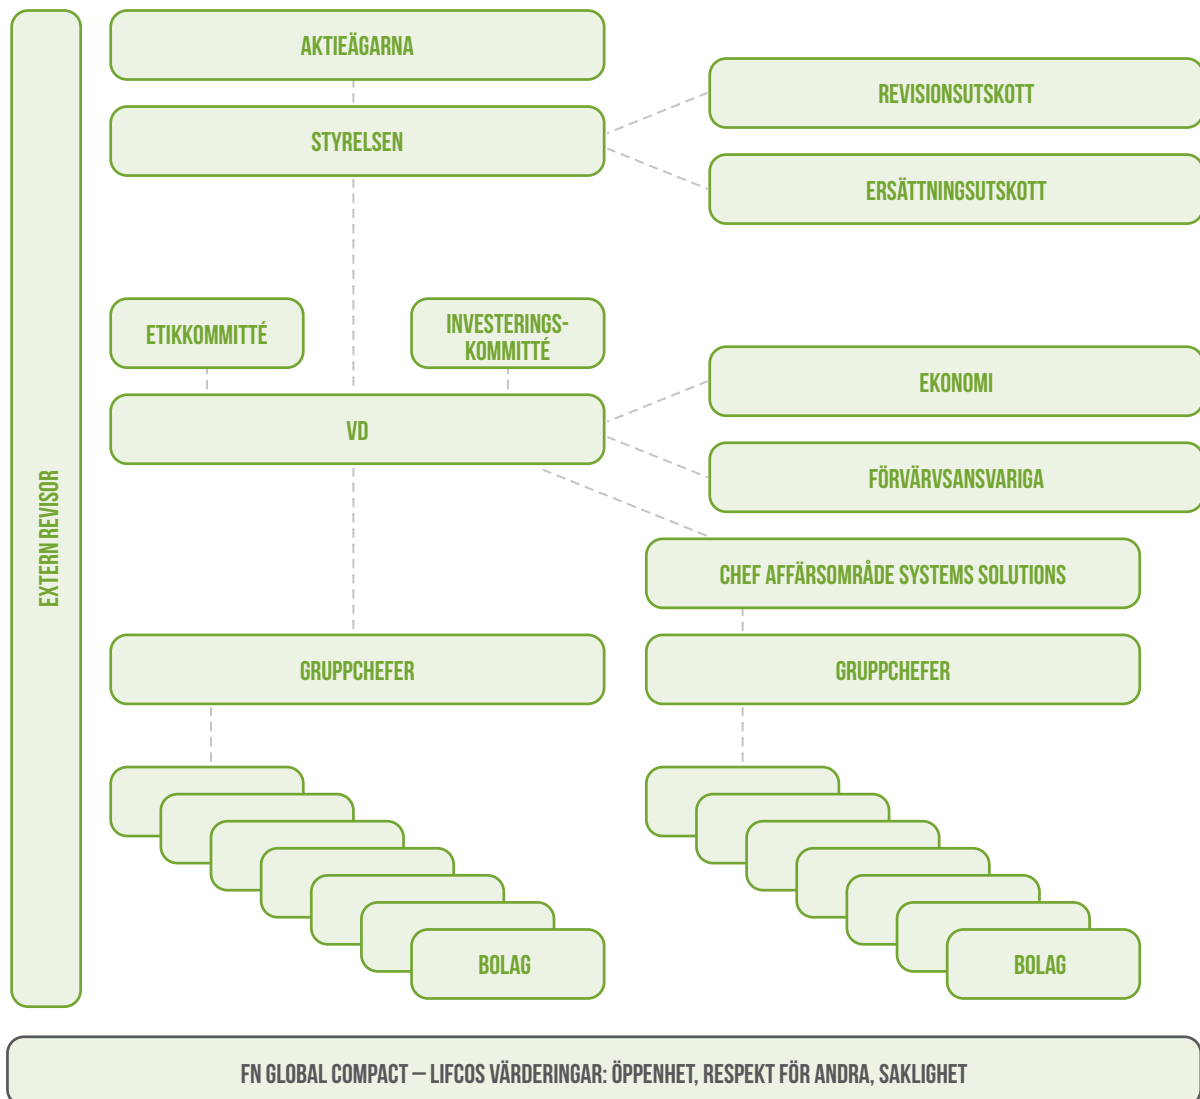 AKTIEÄGARNA
REVISIONSUTSKOTT
STYRELSEN
ERSÄTTNINGSUTSKOTT
ETIKKOMMITTÉ
INVESTERINGS-
KOMMITTÉ
EKONOMI
VD
FÖRVÄRVSANSVARIGA
EXTERN REVISOR
CHEF AFFÄRSOMRÅDE SYSTEMS SOLUTIONS
GRUPPCHEFER
GRUPPCHEFER
BOLAG
BOLAG
FN GLOBAL COMPACT – LIFCOS VÄRDERINGAR: ÖPPENHET, RESPEKT FÖR ANDRA, SAKLIGHET